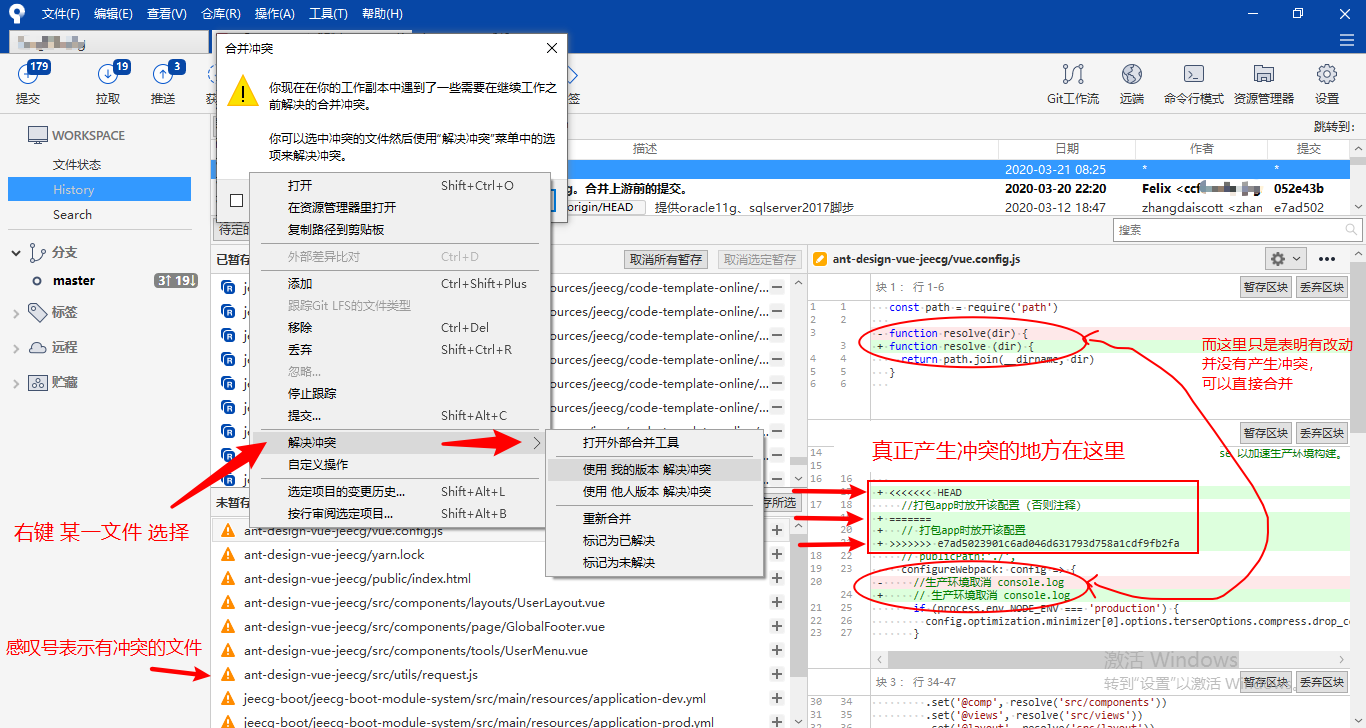 文件(F) 编辑(E) 查看(V) 仓库(R) 操作(A) 工具(T) 帮助(H)
179
提交
19
拉取
3
推送
Git工作流
远端
命令行模式
资源管理器
设置
合并冲突
你现在在你的工作副本中遇到了一些需要在继续工作之
前解决的合并冲突。
你可以选中冲突的文件然后使用“解决冲突”菜单中的选
项来解决冲突。
WORKSPACE
文件状态
History
Search
分支
master
3↑ 19↓
标签
远程
贮藏
跳转到:
描述 日期 作者 提交
2020-03-21 08:25 * *
合并上游前的提交。 2020-03-20 22:20 Felix 052e43b
origin/HEAD 提供oracle11g、sqlserver2017脚步 2020-03-12 18:47 zhangdaiscott <zhan e7ad502
搜索
取消所有暂存 取消选定暂存
打开 Shift+Ctrl+O
在资源管理器里打开
复制路径到剪贴板
外部差异比对 Ctrl+D
添加 Ctrl+Shift+Plus
跟踪Git LFS的文件类型
移除 Ctrl+Del
丢弃 Shift+Ctrl+R
忽略...
停止跟踪
提交... Shift+Alt+C
解决冲突
自定义操作
选定项目的变更历史... Shift+Alt+L
按行审阅选定项目... Shift+Alt+B
打开外部合并工具
使用 我的版本 解决冲突
使用 他人版本 解决冲突
重新合并
标记为已解决
标记为未解决
ources/jeecg/code-template-online/...
ources/jeecg/code-template-online/...
ources/jeecg/code-template-online/...
ources/jeecg/code-template-online/...
ources/jeecg/code-template-online/...
ources/jeecg/code-template-online/...
右键 某一文件 选择
ant-design-vue-jeecg/vue.config.js
ant-design-vue-jeecg/yarn.lock
ant-design-vue-jeecg/public/index.html
ant-design-vue-jeecg/src/components/layouts/UserLayout.vue
ant-design-vue-jeecg/src/components/page/GlobalFooter.vue
ant-design-vue-jeecg/src/components/tools/UserMenu.vue
ant-design-vue-jeecg/src/utils/request.js
jeecg-boot/jeecg-boot-module-system/src/main/resources/application-dev.yml
jeecg-boot/jeecg-boot-module-system/src/main/resources/application-prod.yml
感叹号表示有冲突的文件
ant-design-vue-jeecg/vue.config.js
块 1： 行 1-6 暂存区块 丢弃区块
1 1 const path = require('path')
2 2
3 - function resolve(dir) {
3 + function resolve (dir) {
4 4 return path.join(__dirname, dir)
5 5 }
6 6
而这里只是表明有改动
并没有产生冲突，
可以直接合并
暂存区块 丢弃区块
真正产生冲突的地方在这里
14 以加速生产环境构建。
15
16 16
+ <<<<<<< HEAD
17 18 //打包app时放开该配置 (否则注释)
+ =======
20 + // 打包app时放开该配置
+ >>>>>>> e7ad5023901c6ad046d631793d758a1cdf9fb2fa
18 22 // publicPath:"./",
19 23 configureWebpack: config => {
20 - //生产环境取消 console.log
24 + // 生产环境取消 console.log
21 25 if (process.env.NODE_ENV === 'production') {
22 26 config.optimization.minimizer[0].options.terserOptions.compress.drop_c
23 27 }
激活 Windows
转到"设置"以激活 Windows。
块 3： 行 34-47 暂存区块 丢弃区块
30 34 .set('@comp', resolve('src/components'))
31 35 .set('@views', resolve('src/views'))
32 36 .set('@layout', resolve('src/layout'))